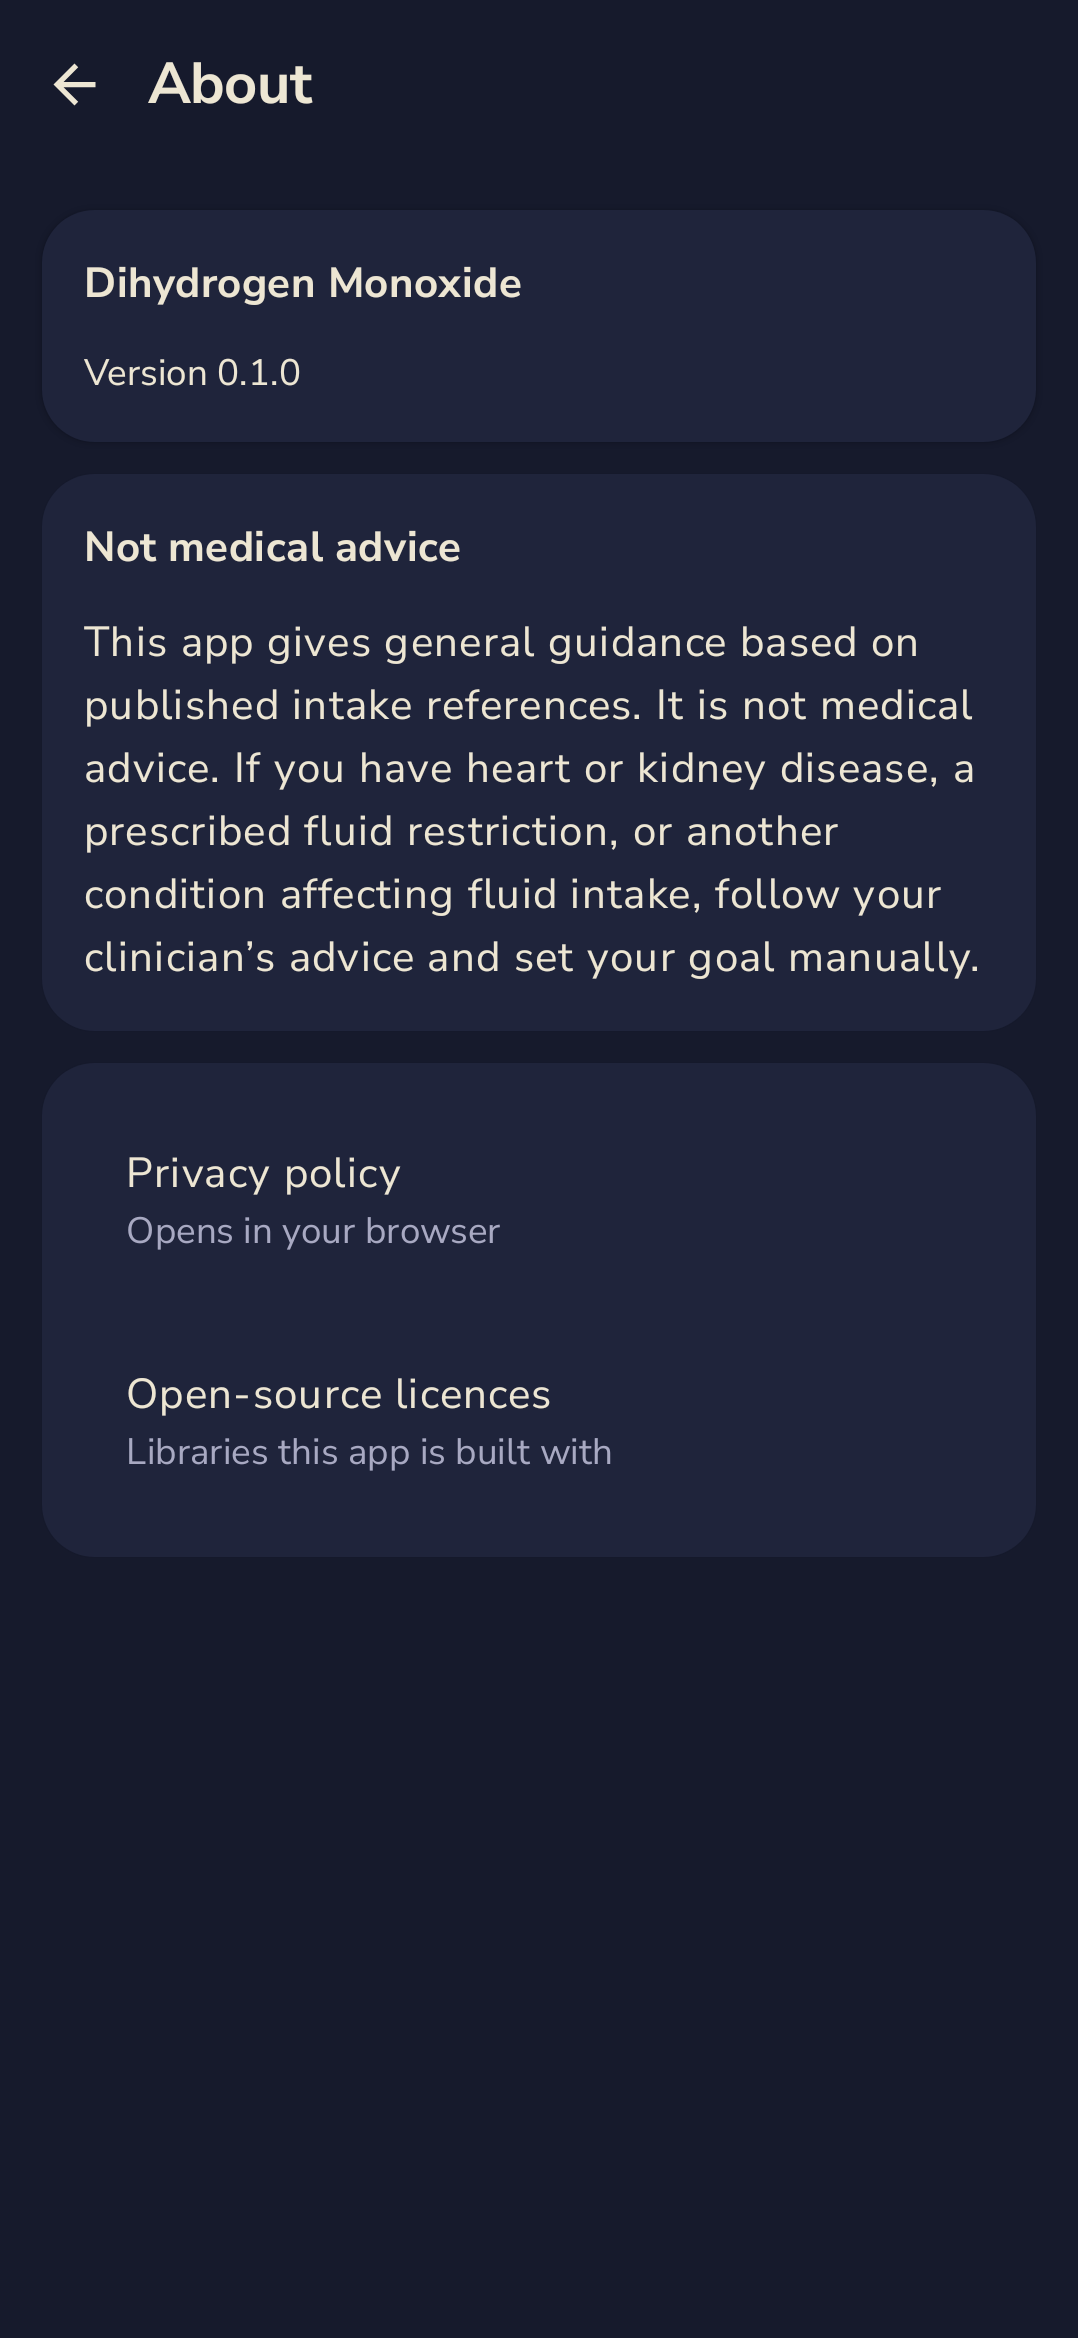 About
Dihydrogen Monoxide
Version 0.1.0
Not medical advice
This app gives general guidance based on
published intake references. It is not medical
advice. If you have heart or kidney disease, a
prescribed fluid restriction, or another
condition affecting fluid intake, follow your
clinician’s advice and set your goal manually.
Privacy policy
Opens in your browser
Open-source licences
Libraries this app is built with